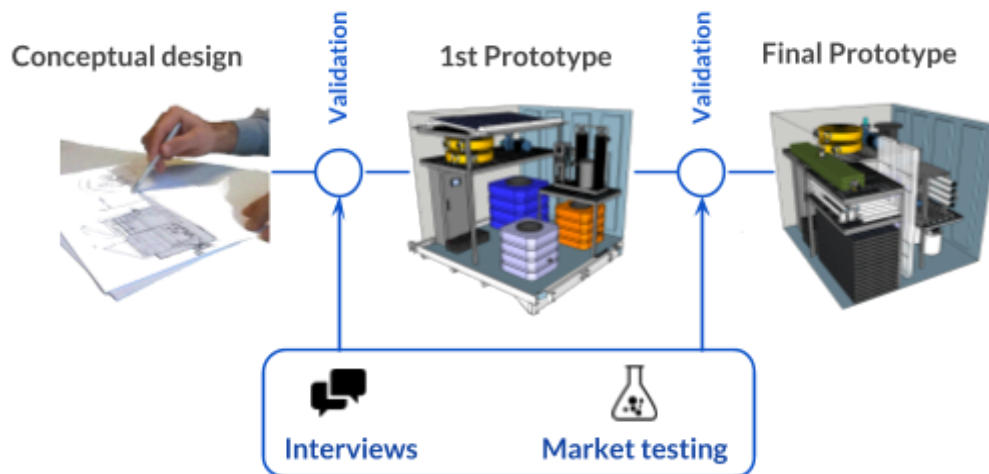 Conceptual design
Validation
1st Prototype
Validation
Final Prototype
Interviews
Market testing